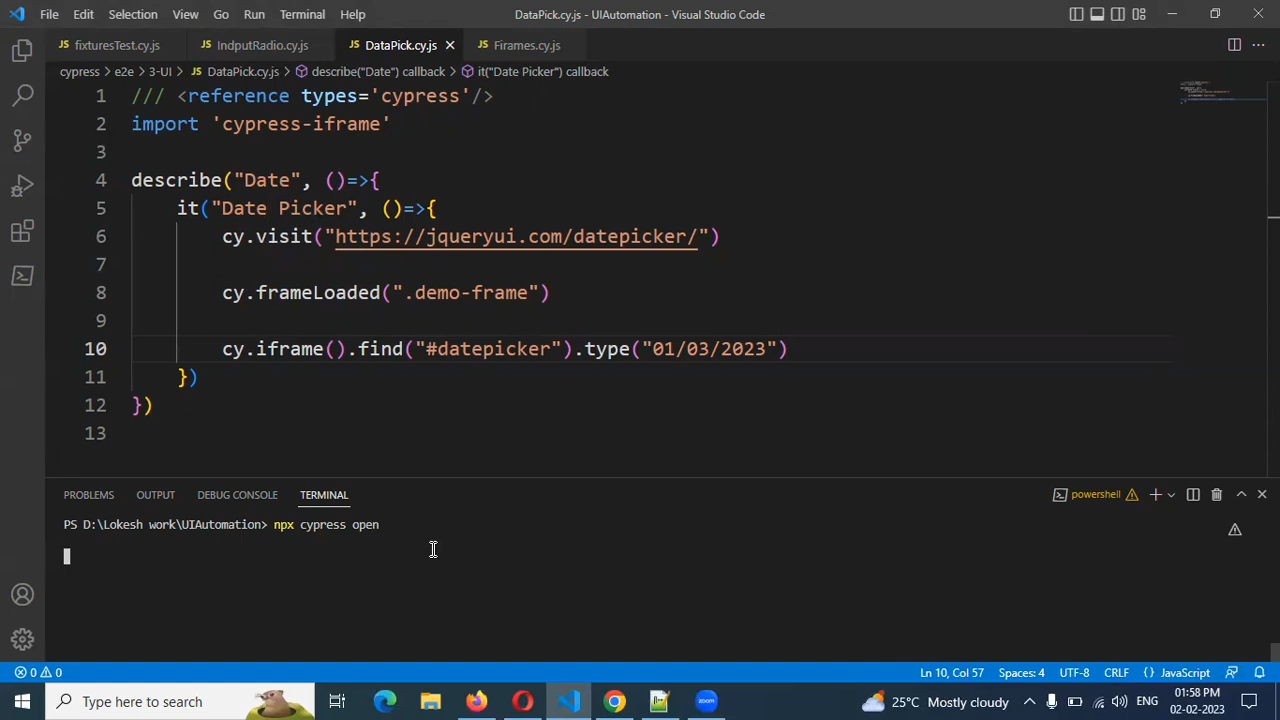 File Edit Selection View Go Run Terminal Help DataPick.cy.js - UIAutomation - Visual Studio Code
fixturesTest.cy.js IndputRadio.cy.js DataPick.cy.js Firames.cy.js
cypress > e2e > 3-UI > DataPick.cy.js > describe("Date") callback > it("Date Picker") callback
1 /// <reference types='cypress'/>
2 import 'cypress-iframe'
3
4 describe("Date", ()=>{
5 it("Date Picker", ()=>{
6 cy.visit("https://jqueryui.com/datepicker/")
7
8 cy.frameLoaded(".demo-frame")
9
10 cy.iframe().find("#datepicker").type("01/03/2023")
11 })
12 })
13
PROBLEMS OUTPUT DEBUG CONSOLE TERMINAL powershell
PS D:\Lokesh work\UIAutomation> npx cypress open
0 0 Ln 10, Col 57 Spaces: 4 UTF-8 CRLF {} JavaScript
Type here to search 25°C Mostly cloudy ENG 01:58 PM
02-02-2023